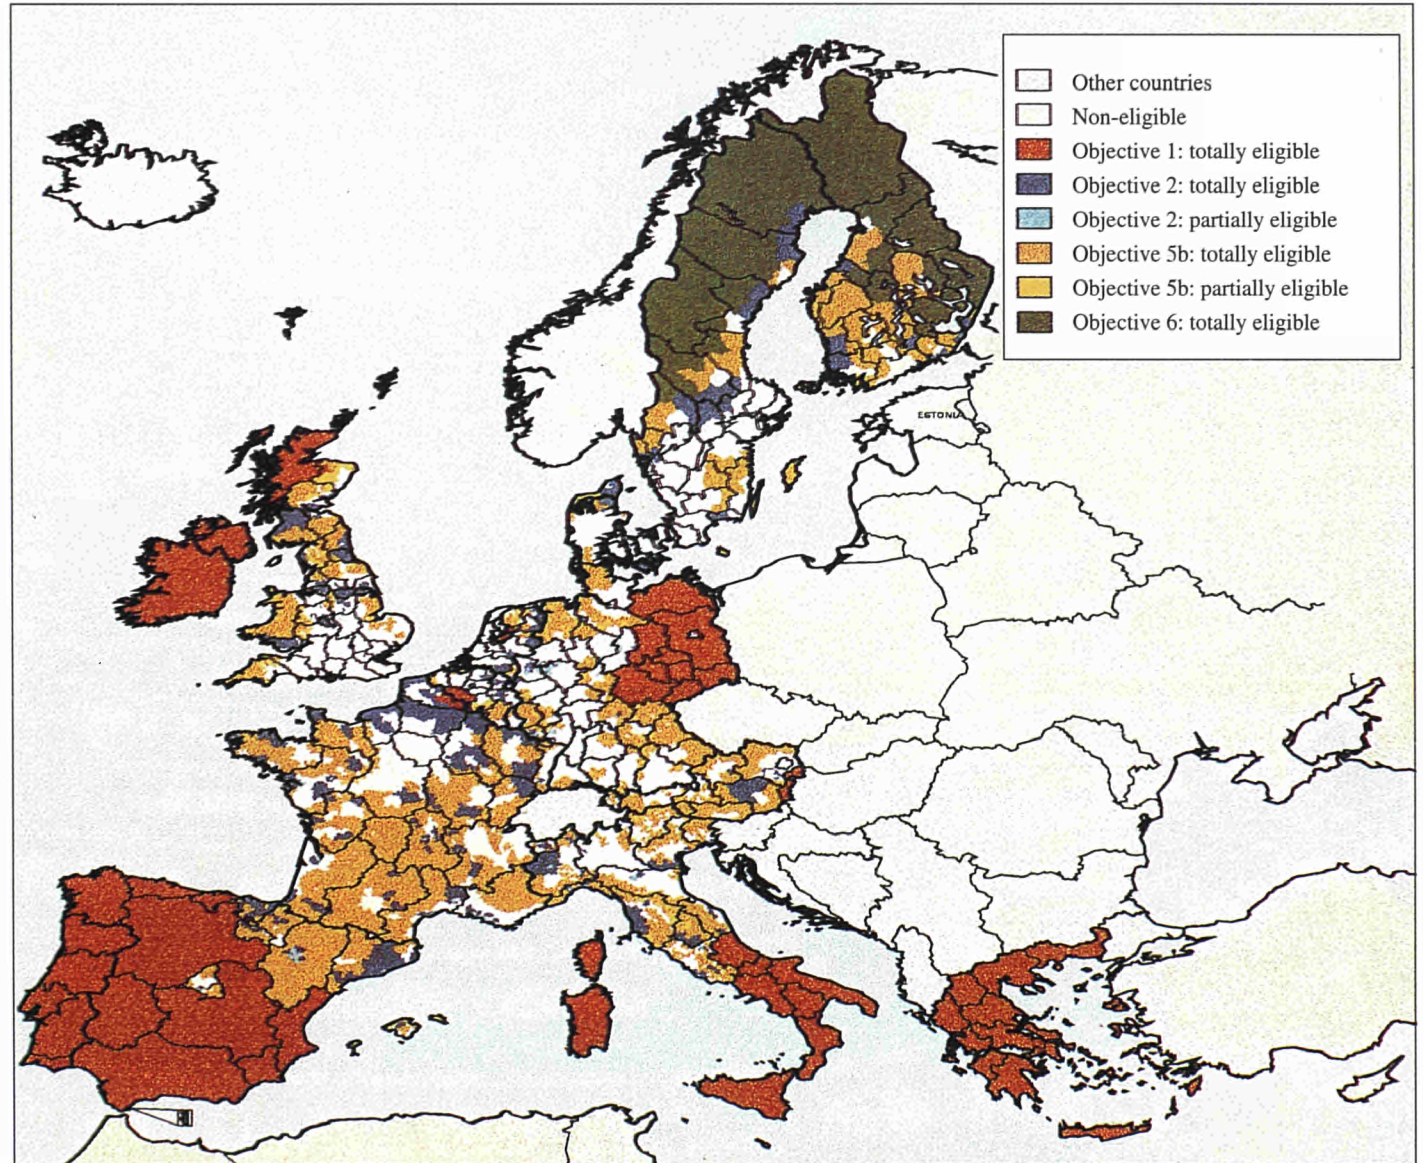 Other countries
Non-eligible
Objective 1: totally eligible
Objective 2: totally eligible
Objective 2: partially eligible
Objective 5b: totally eligible
Objective 5b: partially eligible
Objective 6: totally eligible
ESTONIA